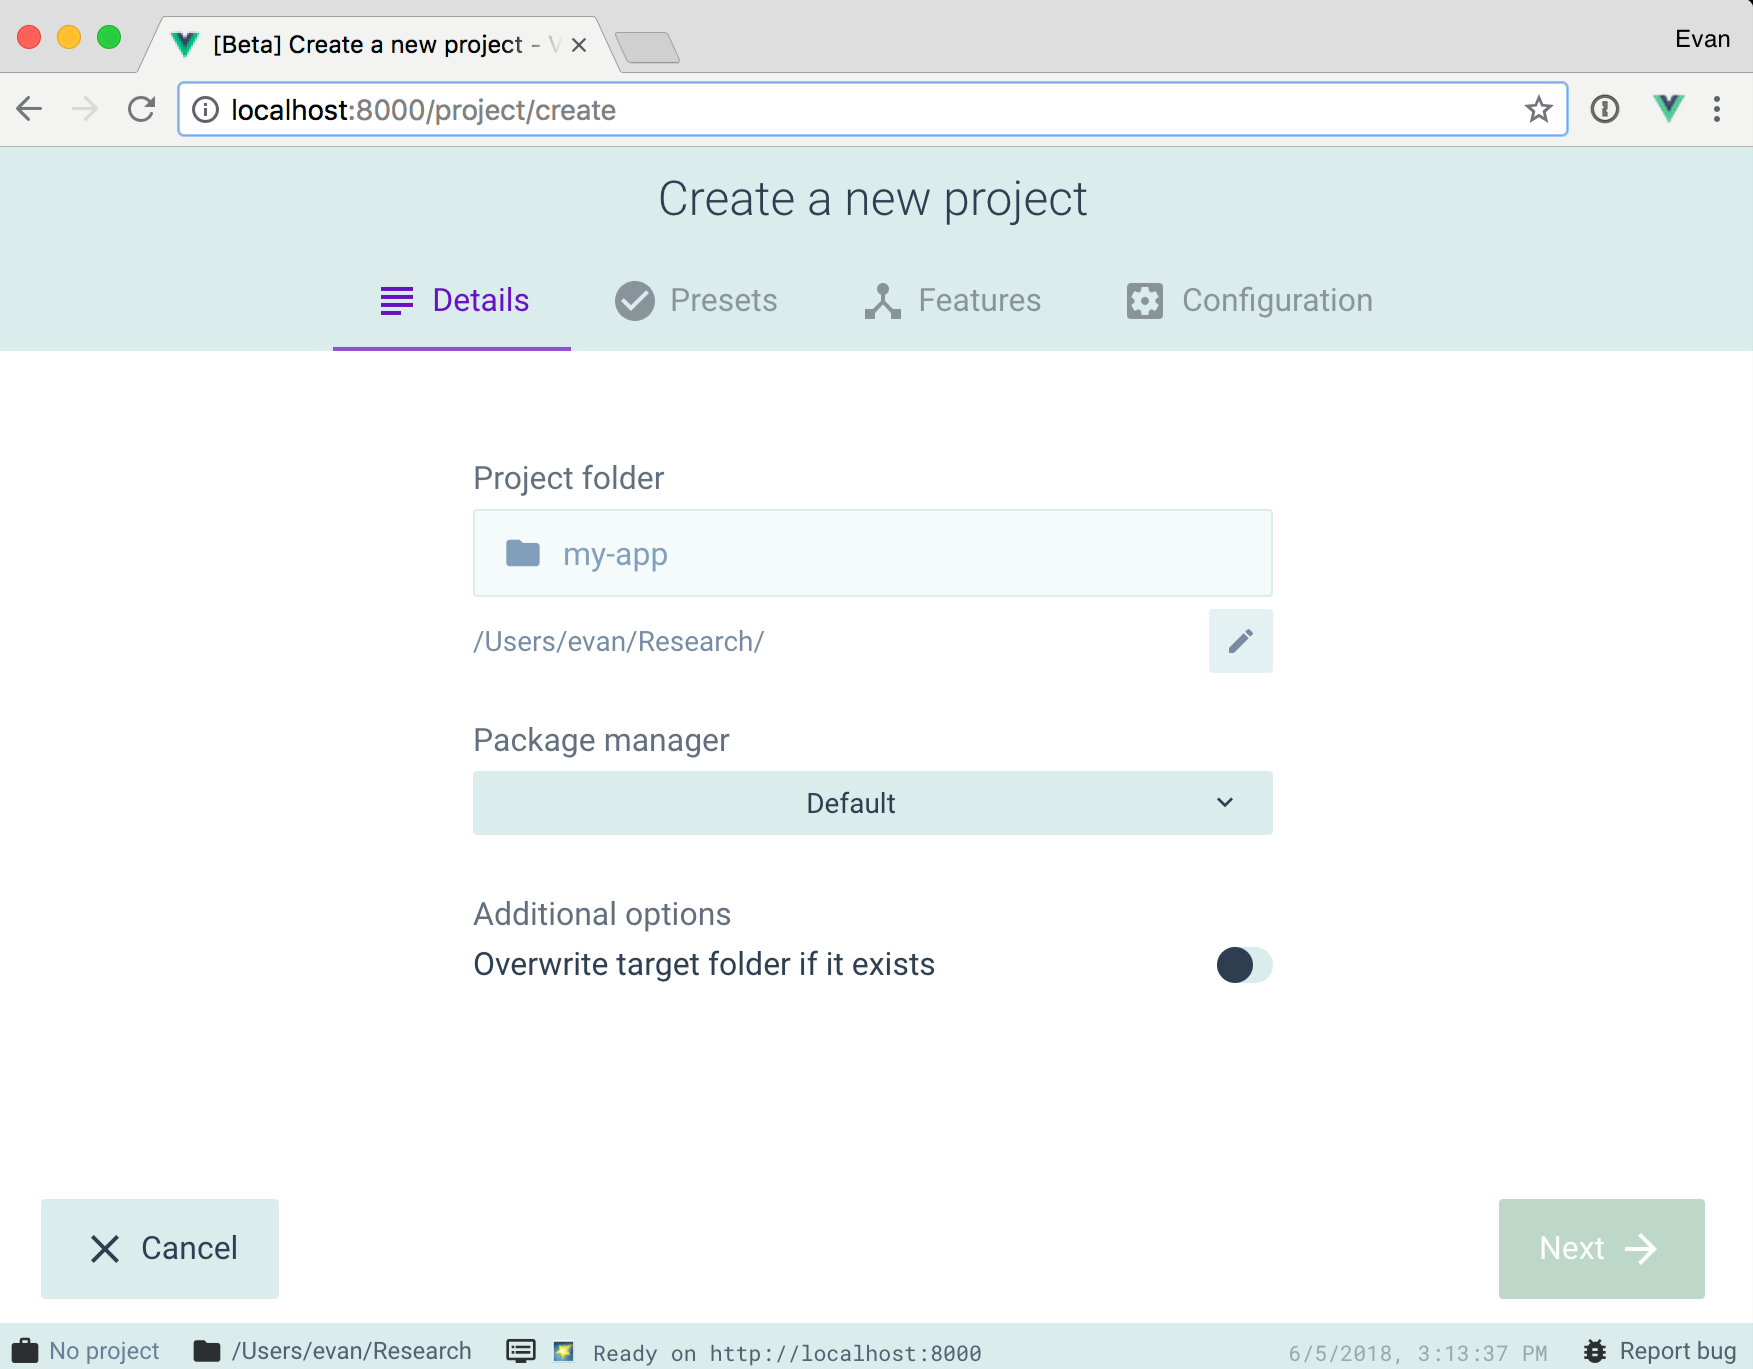 [Beta] Create a new project -
Evan
localhost:8000/project/create
Create a new project
Details
Presets
Features
Configuration
Project folder
my-app
/Users/evan/Research/
Package manager
Default
Additional options
Overwrite target folder if it exists
Cancel
Next
No project
/Users/evan/Research
Ready on http://localhost:8000
6/5/2018, 3:13:37 PM
Report bug